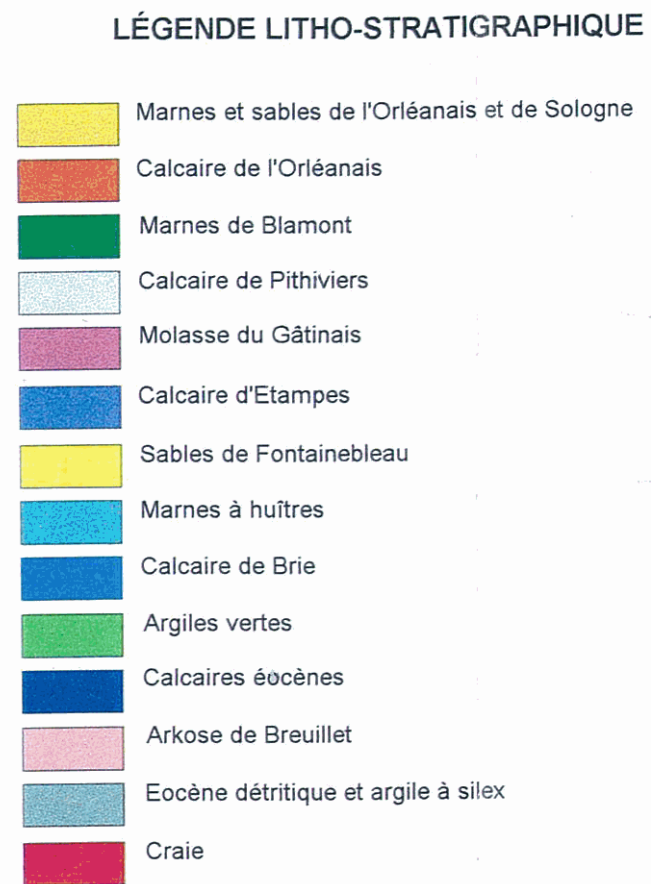 LÉGENDE LITHO-STRATIGRAPHIQUE
Marnes et sables de l'Orléanais et de Sologne
Calcaire de l'Orléanais
Marnes de Blamont
Calcaire de Pithiviers
Molasse du Gâtinais
Calcaire d'Etampes
Sables de Fontainebleau
Marnes à huîtres
Calcaire de Brie
Argiles vertes
Calcaires éocènes
Arkose de Breuillet
Eocène détritique et argile à silex
Craie